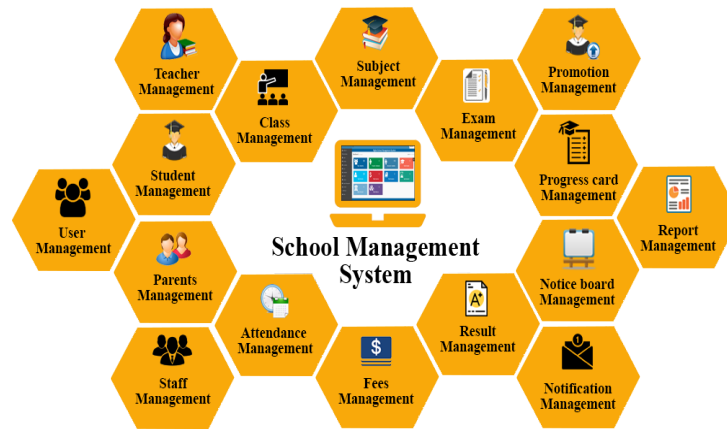 Teacher
Management
Class
Management
Subject
Management
Exam
Management
Promotion
Management
Student
Management
Progress card
Management
User
Management
School Management
System
Report
Management
Parents
Management
Notice board
Management
Attendance
Management
Result
Management
Staff
Management
$
Fees
Management
A+
1
Notification
Management